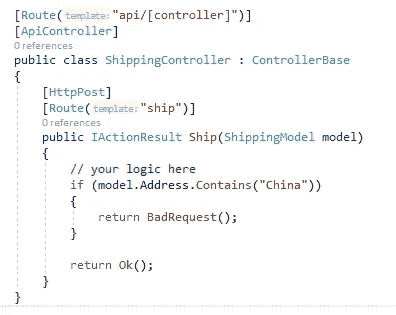 [Route(template:"api/[controller]")]
[ApiController]
0 references
public class ShippingController : ControllerBase
{
[HttpPost]
[Route(template:"ship")]
0 references
public IActionResult Ship(ShippingModel model)
{
// your logic here
if (model.Address.Contains("China"))
{
return BadRequest();
}
return Ok();
}
}